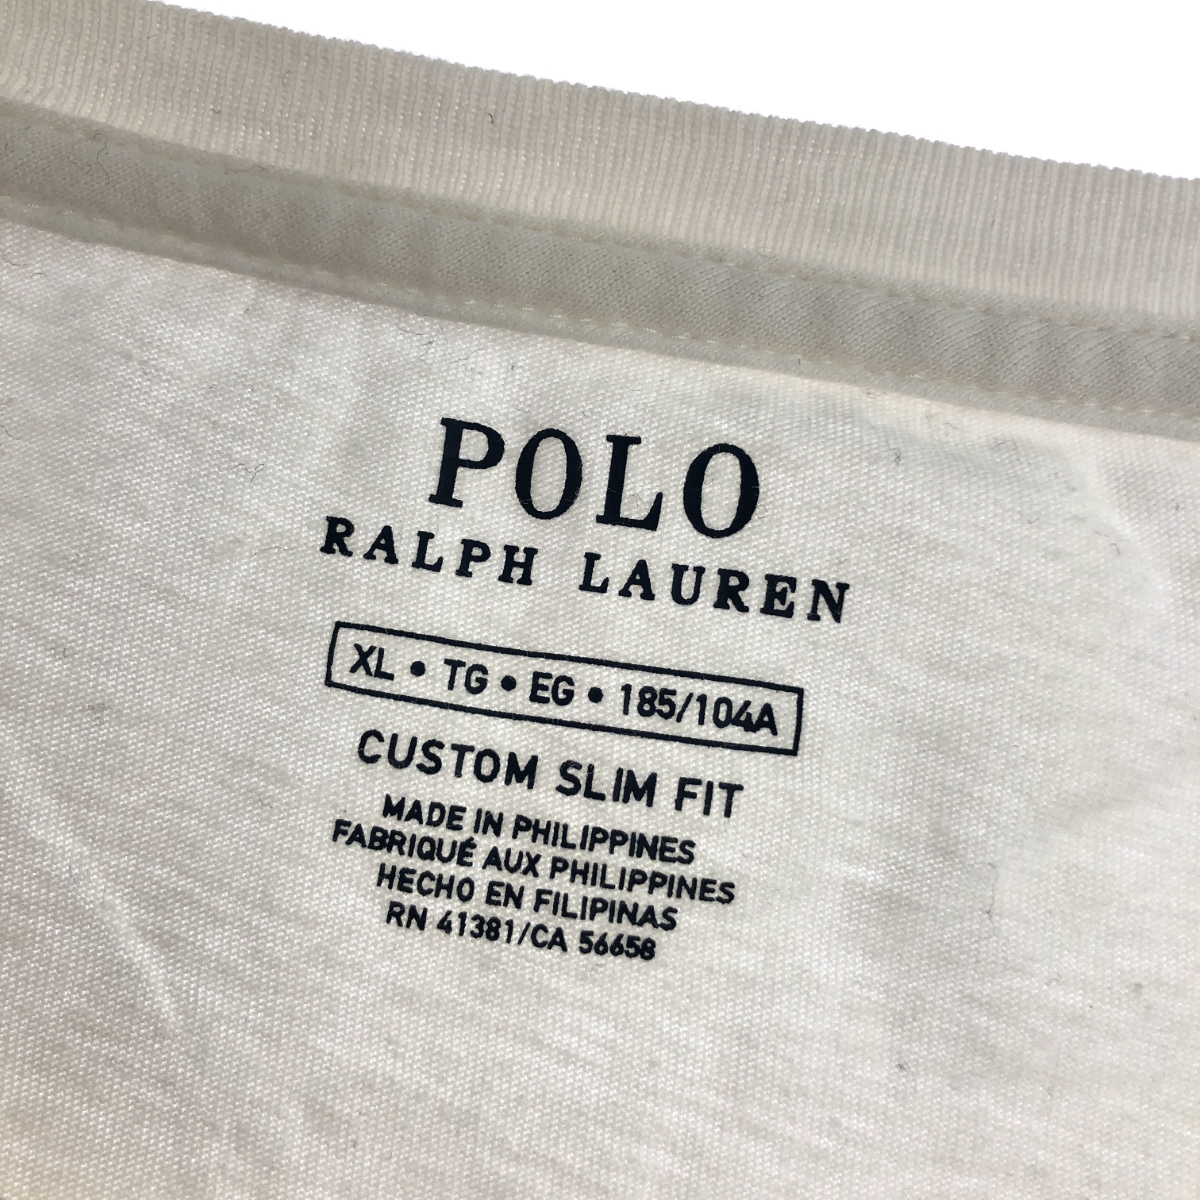 POLO
RALPH LAUREN
XL • TG • EG • 185/104A
CUSTOM SLIM FIT
MADE IN PHILIPPINES
FABRIQUÉ AUX PHILIPPINES
HECHO EN FILIPINAS
RN 41381/CA 56658